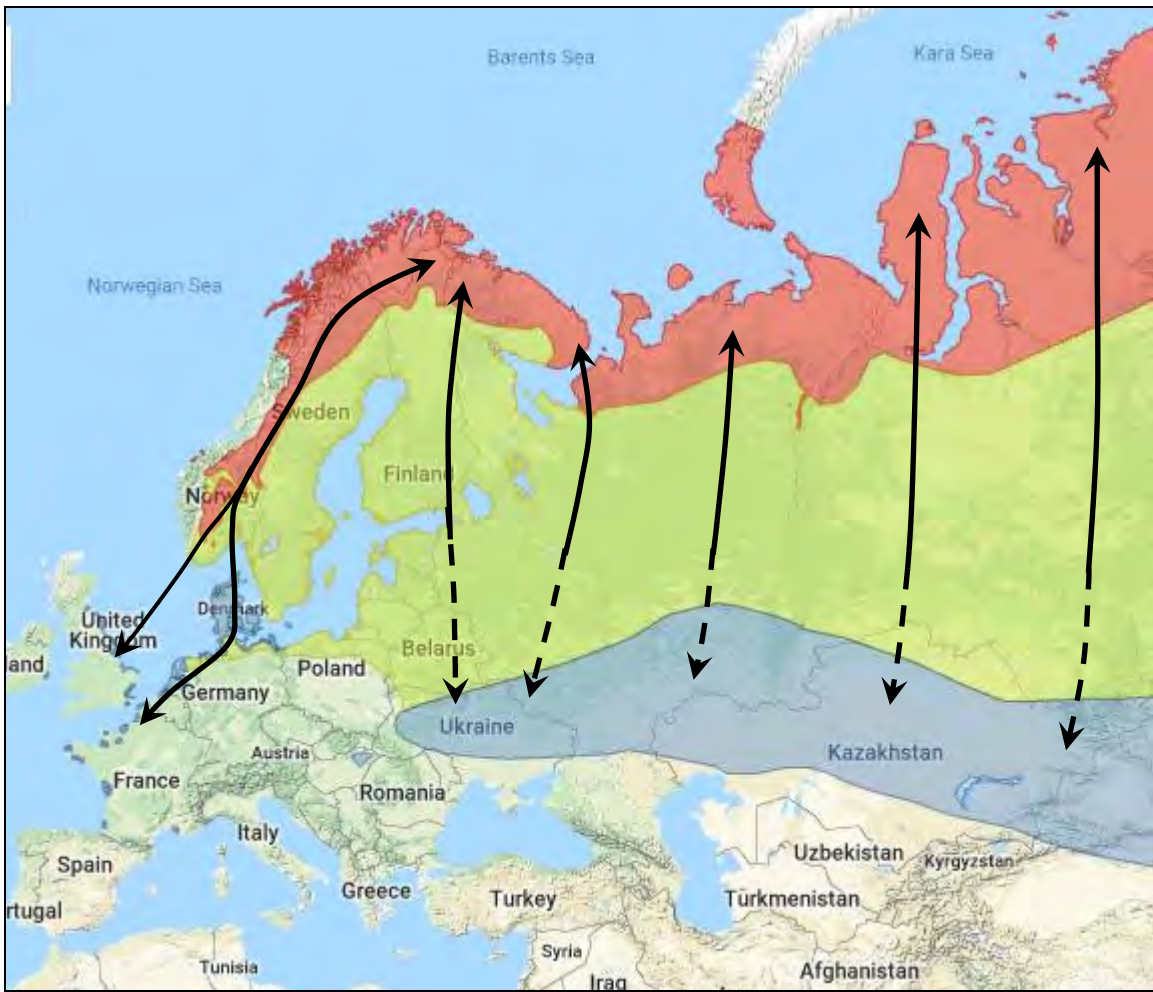 Barents Sea
Kara Sea
Norwegian Sea
Sweden
Finland
Norway
Denmark
United
Kingdom
land
Belarus
Poland
Germany
Ukraine
Austria
Kazakhstan
France
Romania
Italy
Uzbekistan
Kyrgyzstan
Spain
Greece
Turkey
Türkmenistan
rtugal
Syria
Tunisia
Afghanistan
Iraq